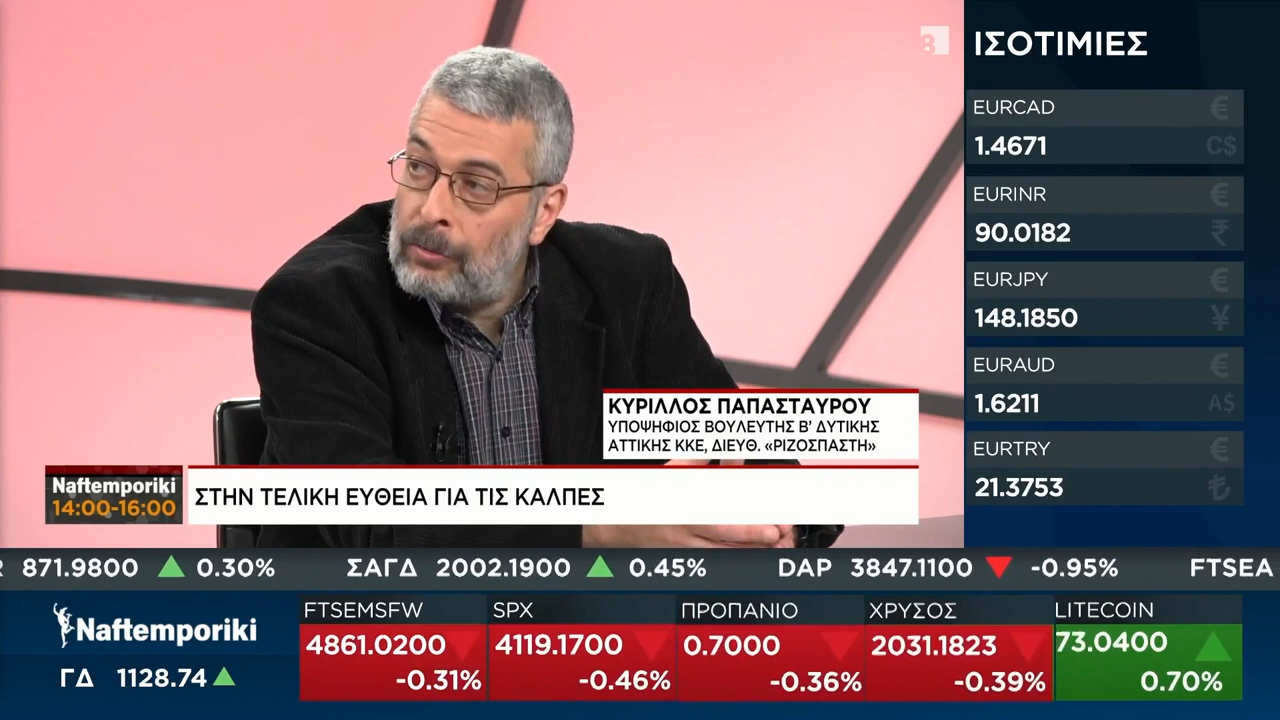 ΙΣΟΤΙΜΙΕΣ
EURCAD €
1.4671 C$
EURINR €
90.0182 ₹
EURJPY €
148.1850 ¥
EURAUD €
1.6211 A$
EURTRY €
21.3753 ₺
ΚΥΡΙΛΛΟΣ ΠΑΠΑΣΤΑΥΡΟΥ
ΥΠΟΨΗΦΙΟΣ ΒΟΥΛΕΥΤΗΣ Β’ ΔΥΤΙΚΗΣ
ΑΤΤΙΚΗΣ ΚΚΕ, ΔΙΕΥΘ. «ΡΙΖΟΣΠΑΣΤΗ»
Naftemporiki
14:00-16:00
ΣΤΗΝ ΤΕΛΙΚΗ ΕΥΘΕΙΑ ΓΙΑ ΤΙΣ ΚΑΛΠΕΣ
871.9800 0.30% ΣΑΓΔ 2002.1900 0.45% DAP 3847.1100 -0.95% FTSEA
Naftemporiki
ΓΔ 1128.74
FTSEMSFW SPX ΠΡΟΠΑΝΙΟ ΧΡΥΣΟΣ LITECOIN
4861.0200 4119.1700 0.7000 2031.1823 73.0400
-0.31% -0.46% -0.36% -0.39% 0.70%